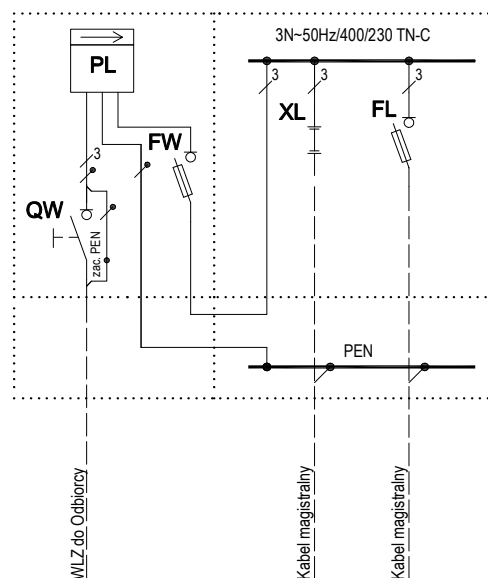 3N~50Hz/400/230 TN-C
PL
3
3
3
XL
FL
FW
3
QW
zac. PEN
PEN
WLZ do Odbiorcy
Kabel magistralny
Kabel magistralny